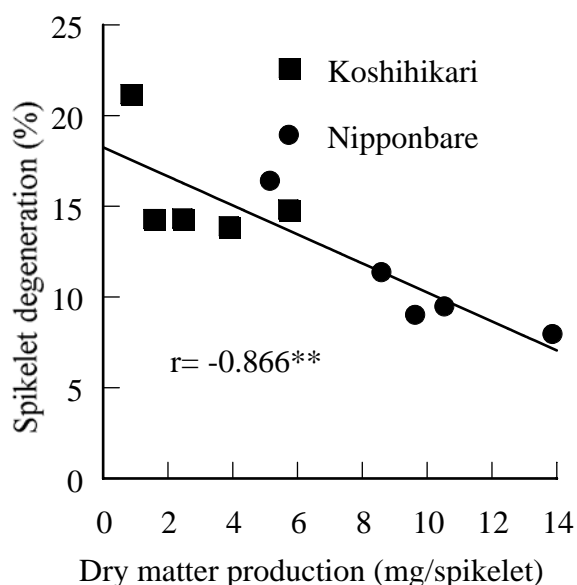 25
Koshihikari
20
Nipponbare
15
10
r= -0.866**
5
0
0 2 4 6 8 10 12 14
Dry matter production (mg/spikelet)
Spikelet degeneration (%)